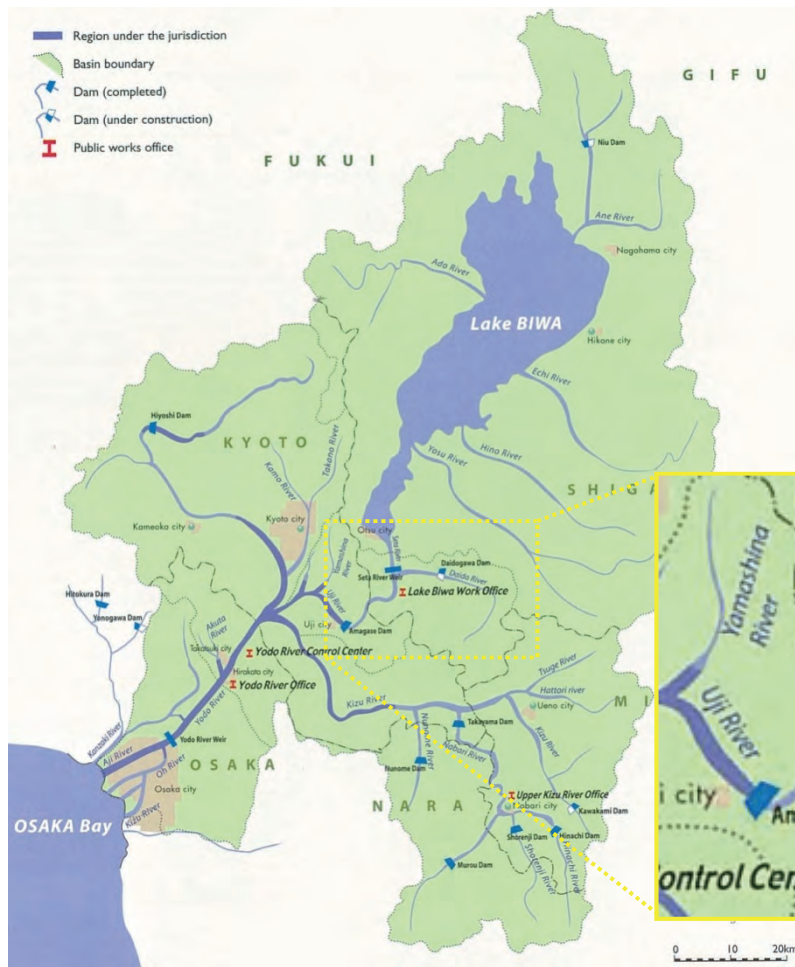 Region under the jurisdiction
Basin boundary
Dam (completed)
Dam (under construction)
Public works office
GIFU
FUKUI
Niu Dam
Ane River
Nagahama city
Ado River
Lake BIWA
Hikone city
Echi River
Hiyoshi Dam
KYOTO
Takano River
Kamo River
Yasu River
Hino River
SHIGA
Kyoto city
Kameoka city
Otsu city
Seta River
Yamashina River
Daidogawa Dam
Seta River Weir
Daido River
Lake Biwa Work Office
Hitokura Dam
Yonogawa Dam
Uji River
Uji city
Amagase Dam
Akuta River
Takatsuki city
Yodo River Control Center
Hirakata city
Yodo River Office
Yodo River
Tsuge River
Hattori river
MI
Kizu River
Ueno city
Takayama Dam
Kizu River
Nunome River
Nabari River
Kanzaki River
Yodo River Weir
Aji River
Oh River
OSAKA
Osaka city
Nunome Dam
Upper Kizu River Office
Nabari city
Kawakami Dam
NARA
OSAKA Bay
Kizu River
Shorenji Dam
Hinachi Dam
Murou Dam
Shorenji River
Hinachi River
Yamashina
River
Uji River
i city
An
ontrol Cen
0 10 20km